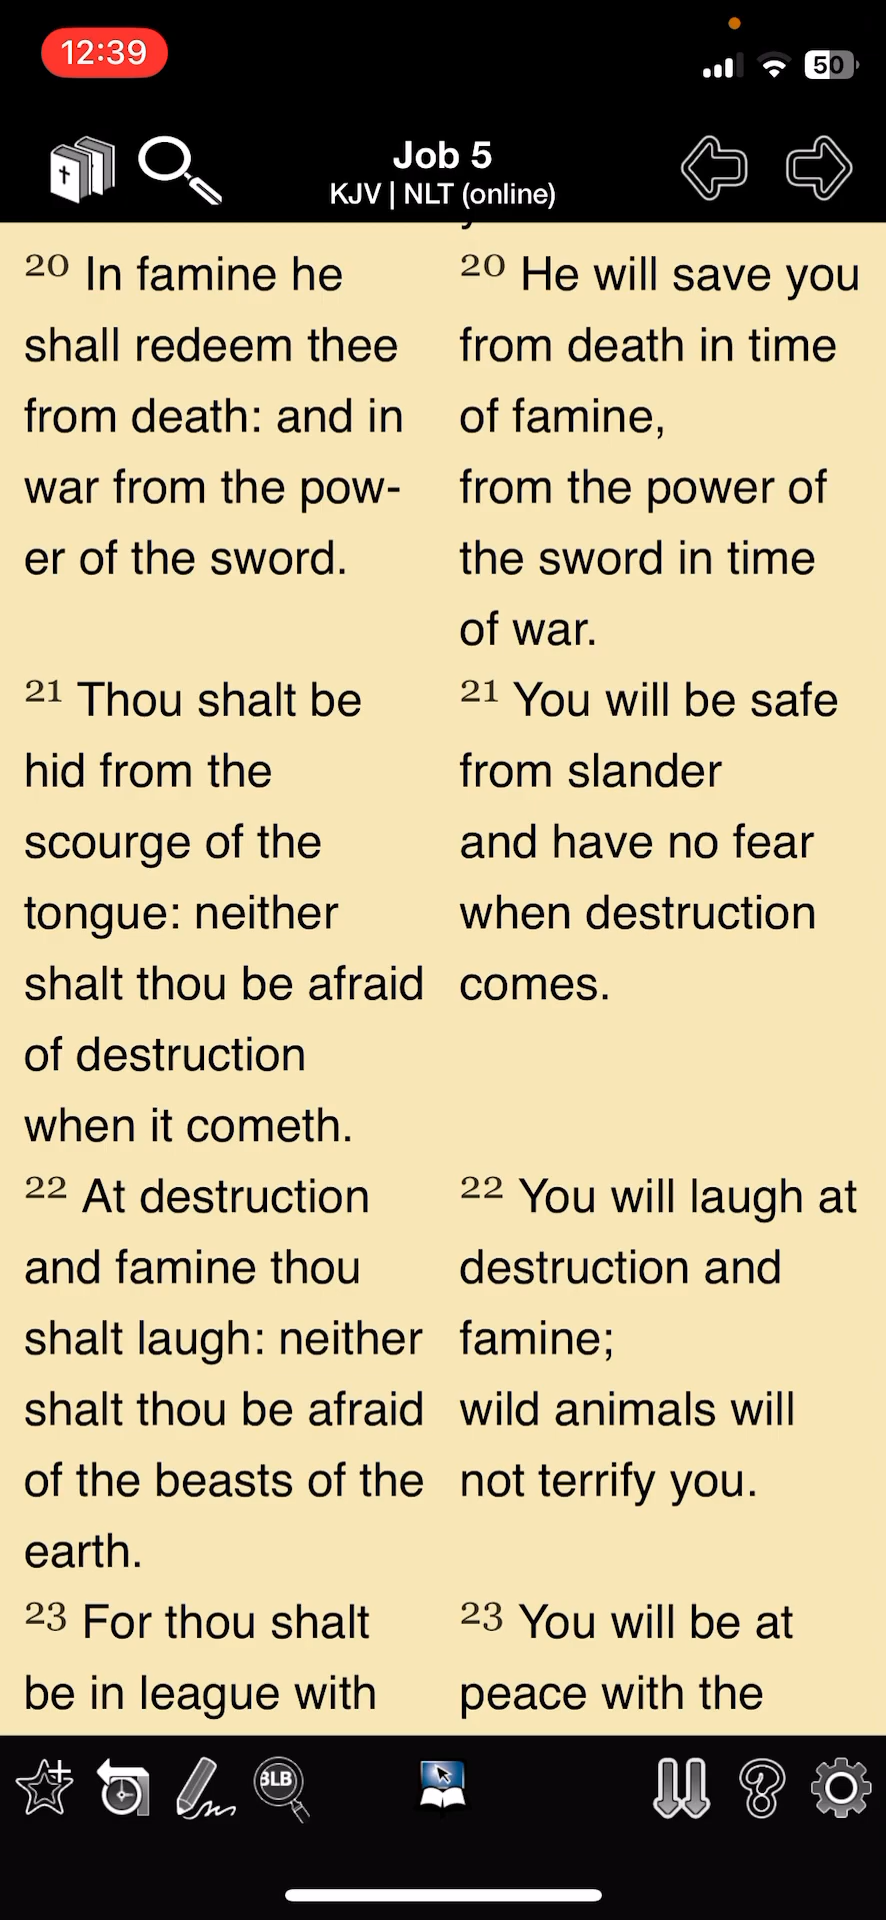 12:39
50
Job 5
KJV | NLT (online)
20 In famine he
shall redeem thee
from death: and in
war from the pow-
er of the sword.
21 Thou shalt be
hid from the
scourge of the
tongue: neither
shalt thou be afraid
of destruction
when it cometh.
22 At destruction
and famine thou
shalt laugh: neither
shalt thou be afraid
of the beasts of the
earth.
23 For thou shalt
be in league with
20 He will save you
from death in time
of famine,
from the power of
the sword in time
of war.
21 You will be safe
from slander
and have no fear
when destruction
comes.
22 You will laugh at
destruction and
famine;
wild animals will
not terrify you.
23 You will be at
peace with the
BLB